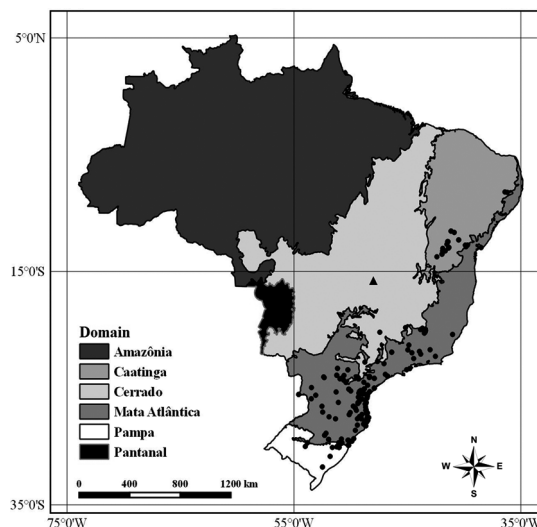 5°0'N
15°0'S
Domain
Amazônia
Caatinga
Cerrado
Mata Atlântica
Pampa
Pantanal
0 400 800 1200 km
N
W E
S
35°0'S
75°0'W 55°0'W 35°0'W